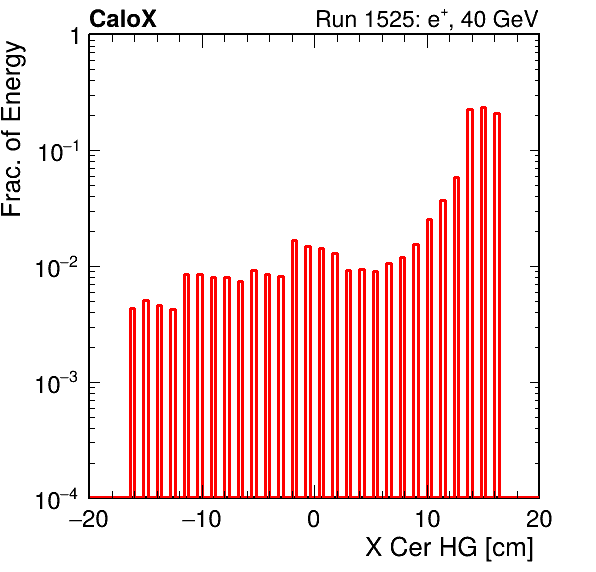 CaloX Run 1525: e⁺, 40 GeV
Frac. of Energy
1
10⁻¹
10⁻²
10⁻³
10⁻⁴
−20 −10 0 10 20
X Cer HG [cm]